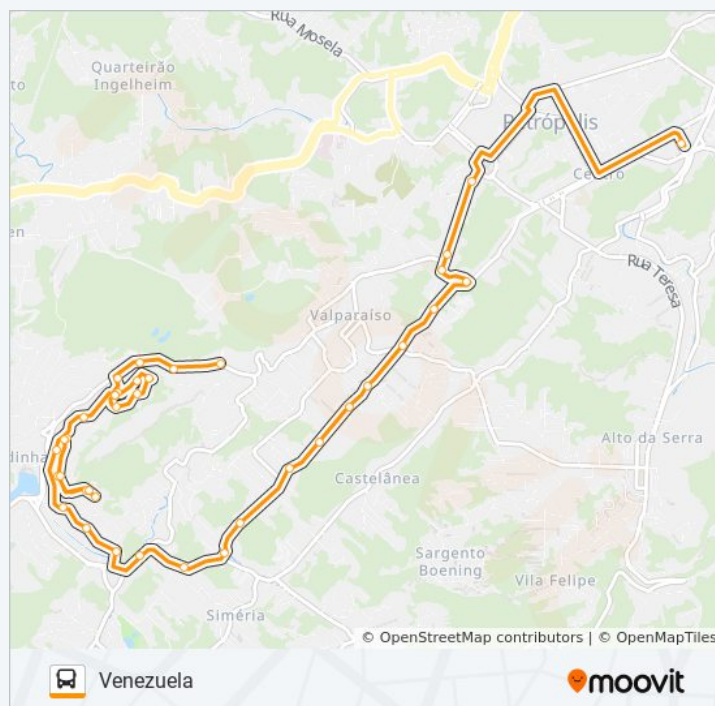 Rua Mosela
Quarteirão
Ingelheim
Petrópolis
Centro
Rua Teresa
Valparaíso
Alto da Serra
dinha
Castelânea
Sargento
Boening
Vila Felipe
Siméria
© OpenStreetMap contributors | © OpenMapTiles
Venezuela
moovit